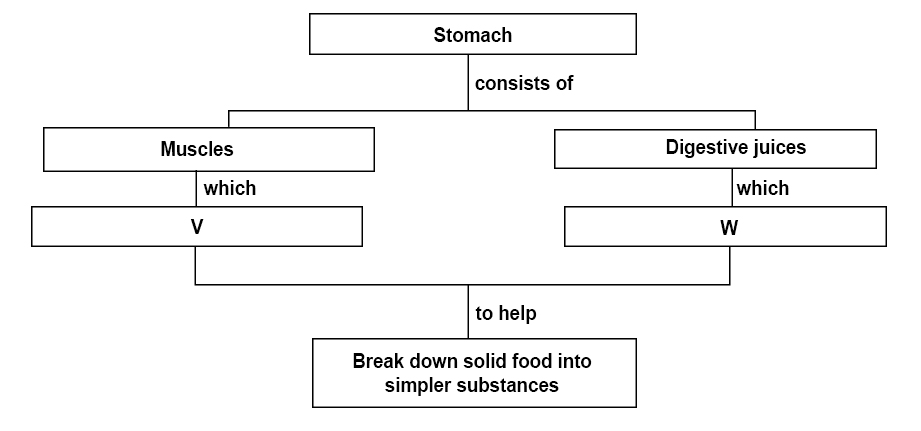 Stomach
consists of
Muscles
Digestive juices
which
which
V
W
to help
Break down solid food into
simpler substances